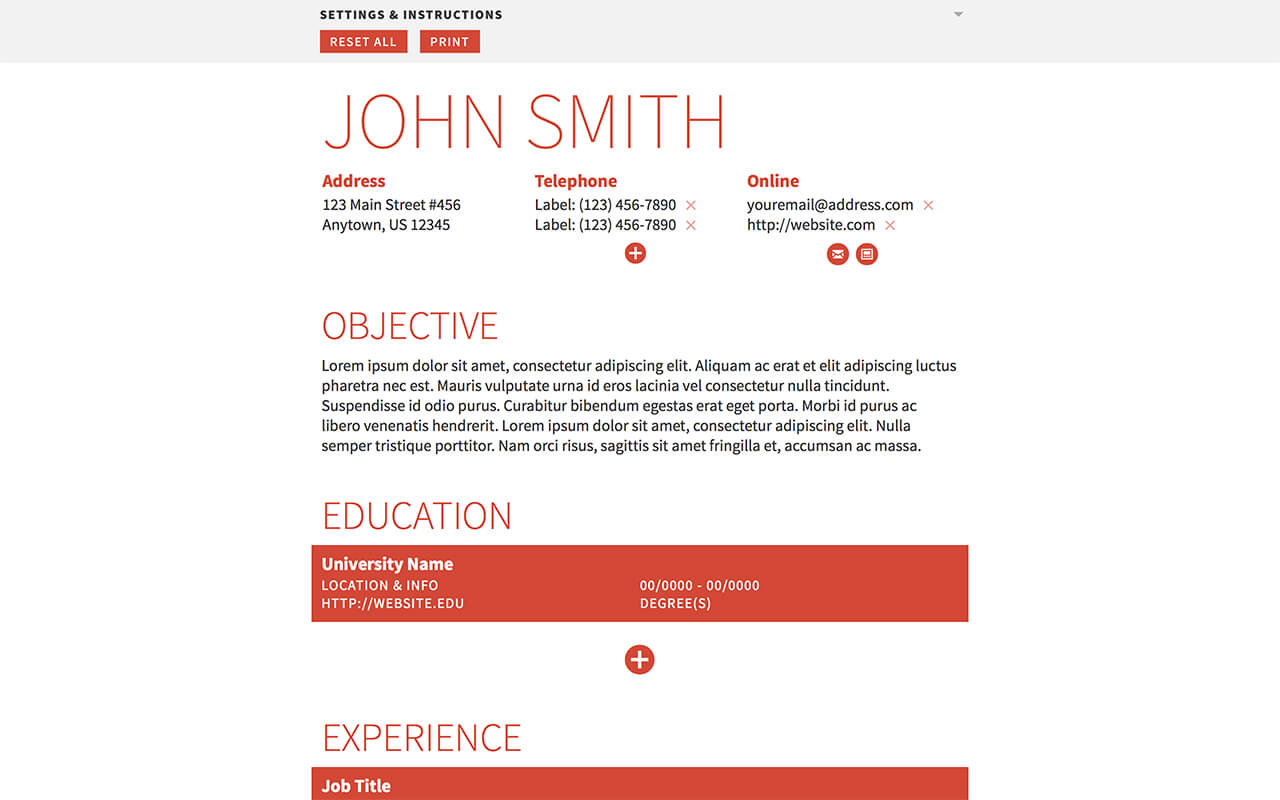 SETTINGS & INSTRUCTIONS
RESET ALL PRINT
JOHN SMITH
Address
123 Main Street #456
Anytown, US 12345
Telephone
Label: (123) 456-7890
Label: (123) 456-7890
Online
youremail@address.com
http://website.com
OBJECTIVE
Lorem ipsum dolor sit amet, consectetur adipiscing elit. Aliquam ac erat et elit adipiscing luctus
pharetra nec est. Mauris vulputate urna id eros lacinia vel consectetur nulla tincidunt.
Suspendisse id odio purus. Curabitur bibendum egestas erat eget porta. Morbi id purus ac
libero venenatis hendrerit. Lorem ipsum dolor sit amet, consectetur adipiscing elit. Nulla
semper tristique porttitor. Nam orci risus, sagittis sit amet fringilla et, accumsan ac massa.
EDUCATION
University Name
LOCATION & INFO
HTTP://WEBSITE.EDU
00/0000 - 00/0000
DEGREE(S)
EXPERIENCE
Job Title